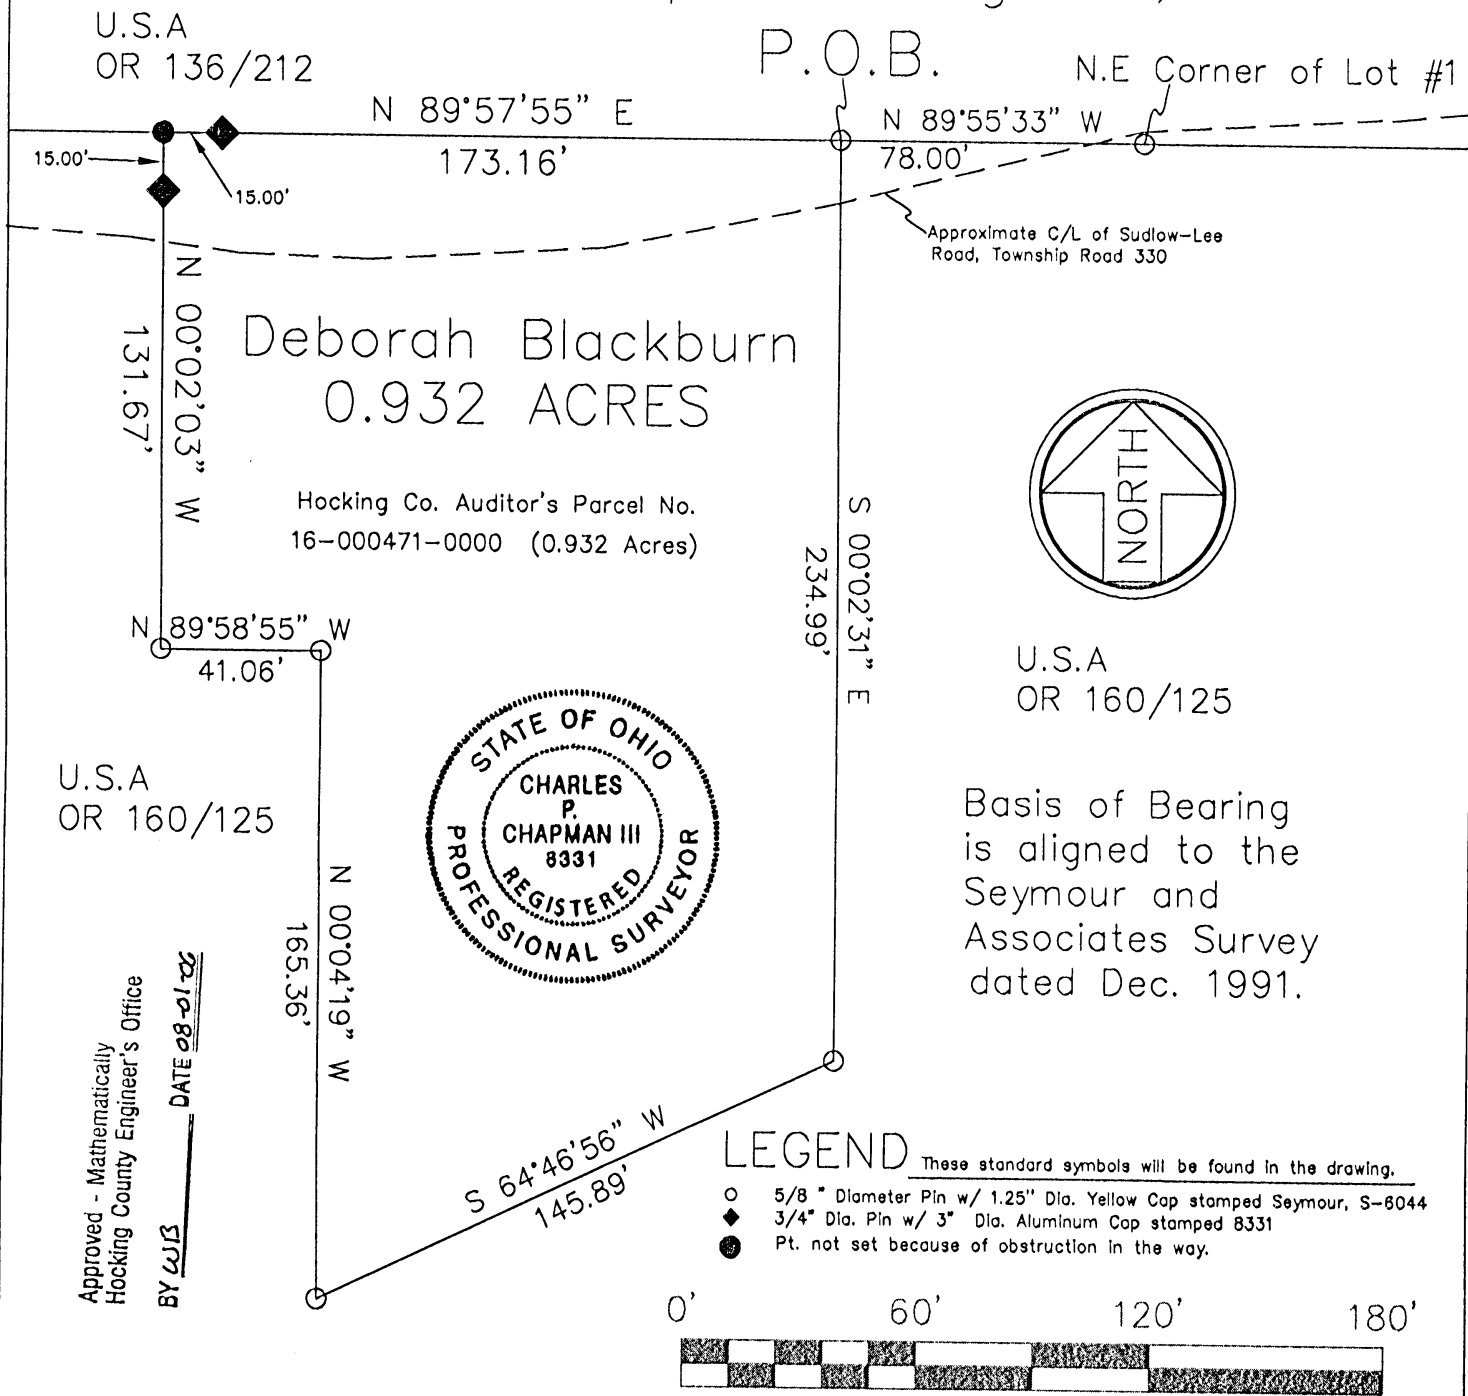 U.S.A
OR 136/212
P.O.B.
N.E Corner of Lot #1
N 89°57'55" E
173.16'
N 89°55'33" W
78.00'
15.00'
15.00'
Approximate C/L of Sudlow-Lee
Road, Township Road 330
N 00°02'03" W
131.67'
Deborah Blackburn
0.932 ACRES
Hocking Co. Auditor's Parcel No.
16-000471-0000 (0.932 Acres)
S 00°02'31" E
234.99'
NORTH
N 89°58'55" W
41.06'
U.S.A
OR 160/125
U.S.A
OR 160/125
STATE OF OHIO
CHARLES
P.
CHAPMAN III
8331
REGISTERED
PROFESSIONAL SURVEYOR
Basis of Bearing
is aligned to the
Seymour and
Associates Survey
dated Dec. 1991.
N 00°04'19" W
165.36'
Approved - Mathematically
Hocking County Engineer's Office
BY WB DATE
S 64°46'56" W
145.89'
LEGEND These standard symbols will be found in the drawing.
5/8 " Diameter Pin w/ 1.25" Dia. Yellow Cap stamped Seymour, S-6044
3/4" Dia. Pin w/ 3" Dia. Aluminum Cap stamped 8331
Pt. not set because of obstruction in the way.
0' 60' 120' 180'